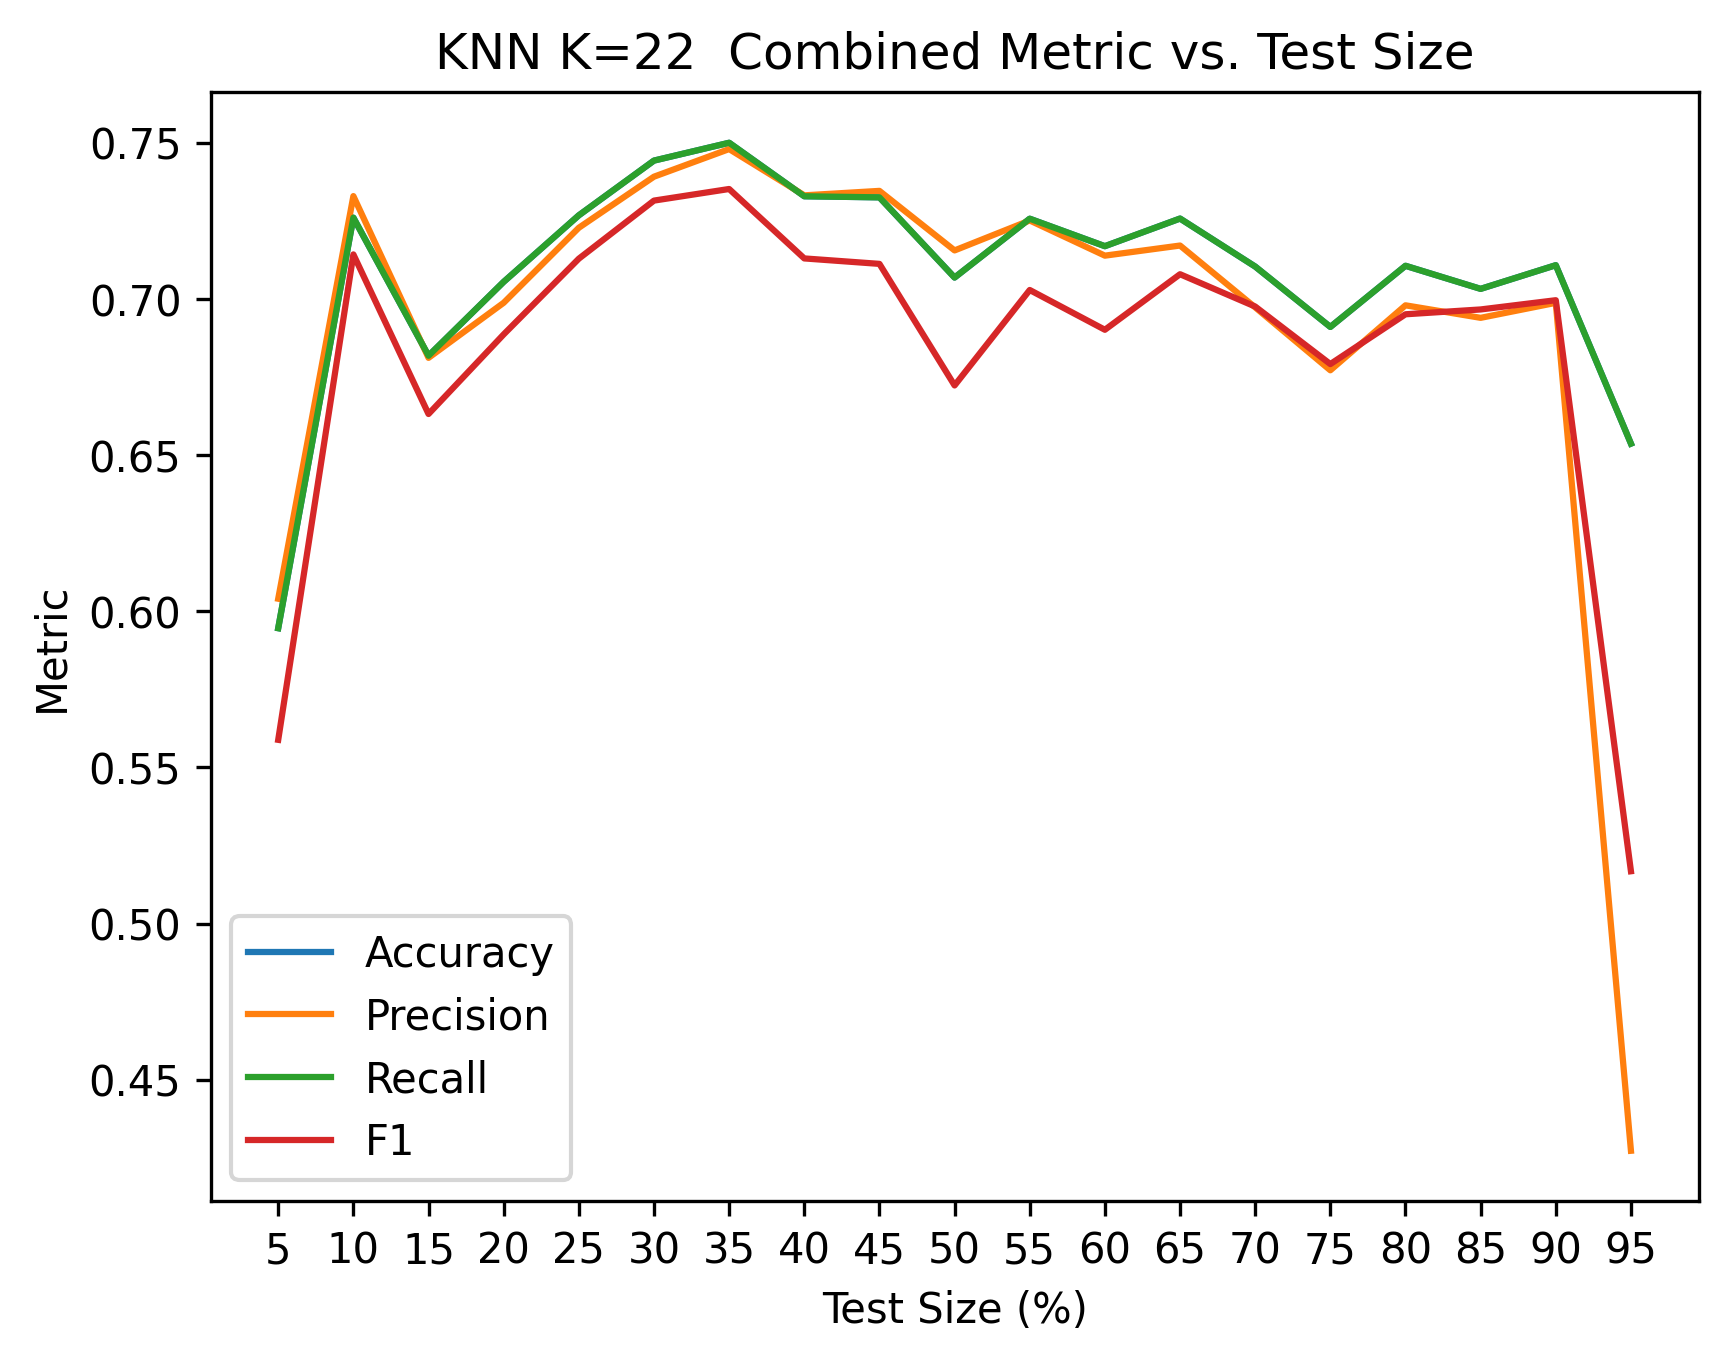 KNN K=22  Combined Metric vs. Test Size
0.75
0.70
0.65
0.60
0.55
0.50
0.45
Metric
Accuracy
Precision
Recall
F1
5 10 15 20 25 30 35 40 45 50 55 60 65 70 75 80 85 90 95
Test Size (%)